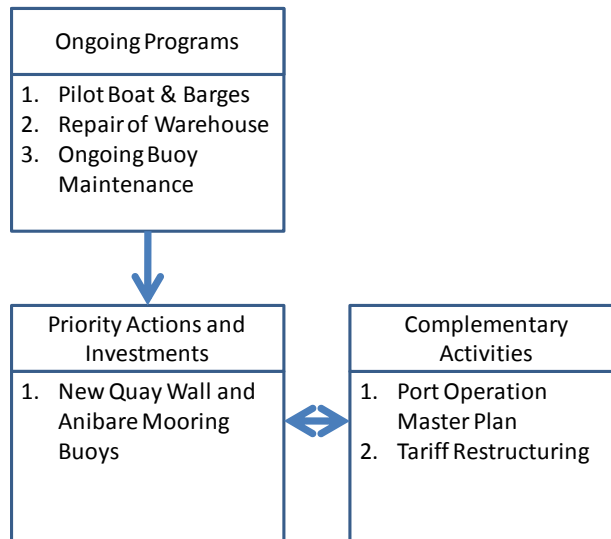 Ongoing Programs
1. Pilot Boat & Barges
2. Repair of Warehouse
3. Ongoing Buoy
Maintenance
Priority Actions and
Investments
1. New Quay Wall and
Anibare Mooring
Buoys
Complementary
Activities
1. Port Operation
Master Plan
2. Tariff Restructuring